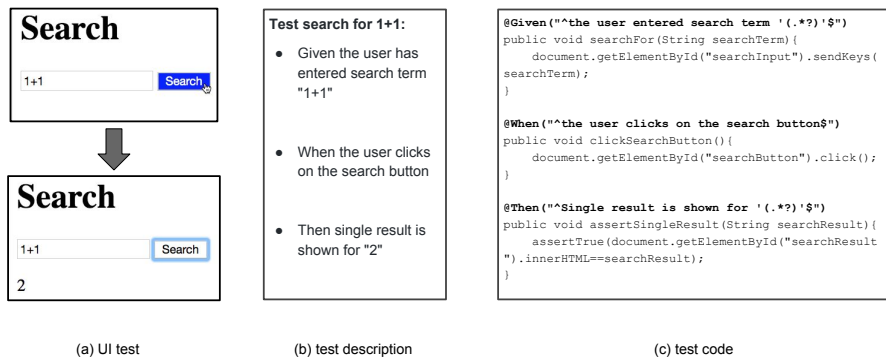 Search
1+1 Search
Search
1+1 Search
2
(a) UI test
Test search for 1+1:
● Given the user has
entered search term
"1+1"
● When the user clicks
on the search button
● Then single result is
shown for "2"
(b) test description
@Given("^the user entered search term '(.*?)'$")
public void searchFor(String searchTerm){
    document.getElementById("searchInput").sendKeys(
searchTerm);
}
@When("^the user clicks on the search button$")
public void clickSearchButton(){
    document.getElementById("searchButton").click();
}
@Then("^Single result is shown for '(.*?)'$")
public void assertSingleResult(String searchResult){
    assertTrue(document.getElementById("searchResult
").innerHTML==searchResult);
}
(c) test code